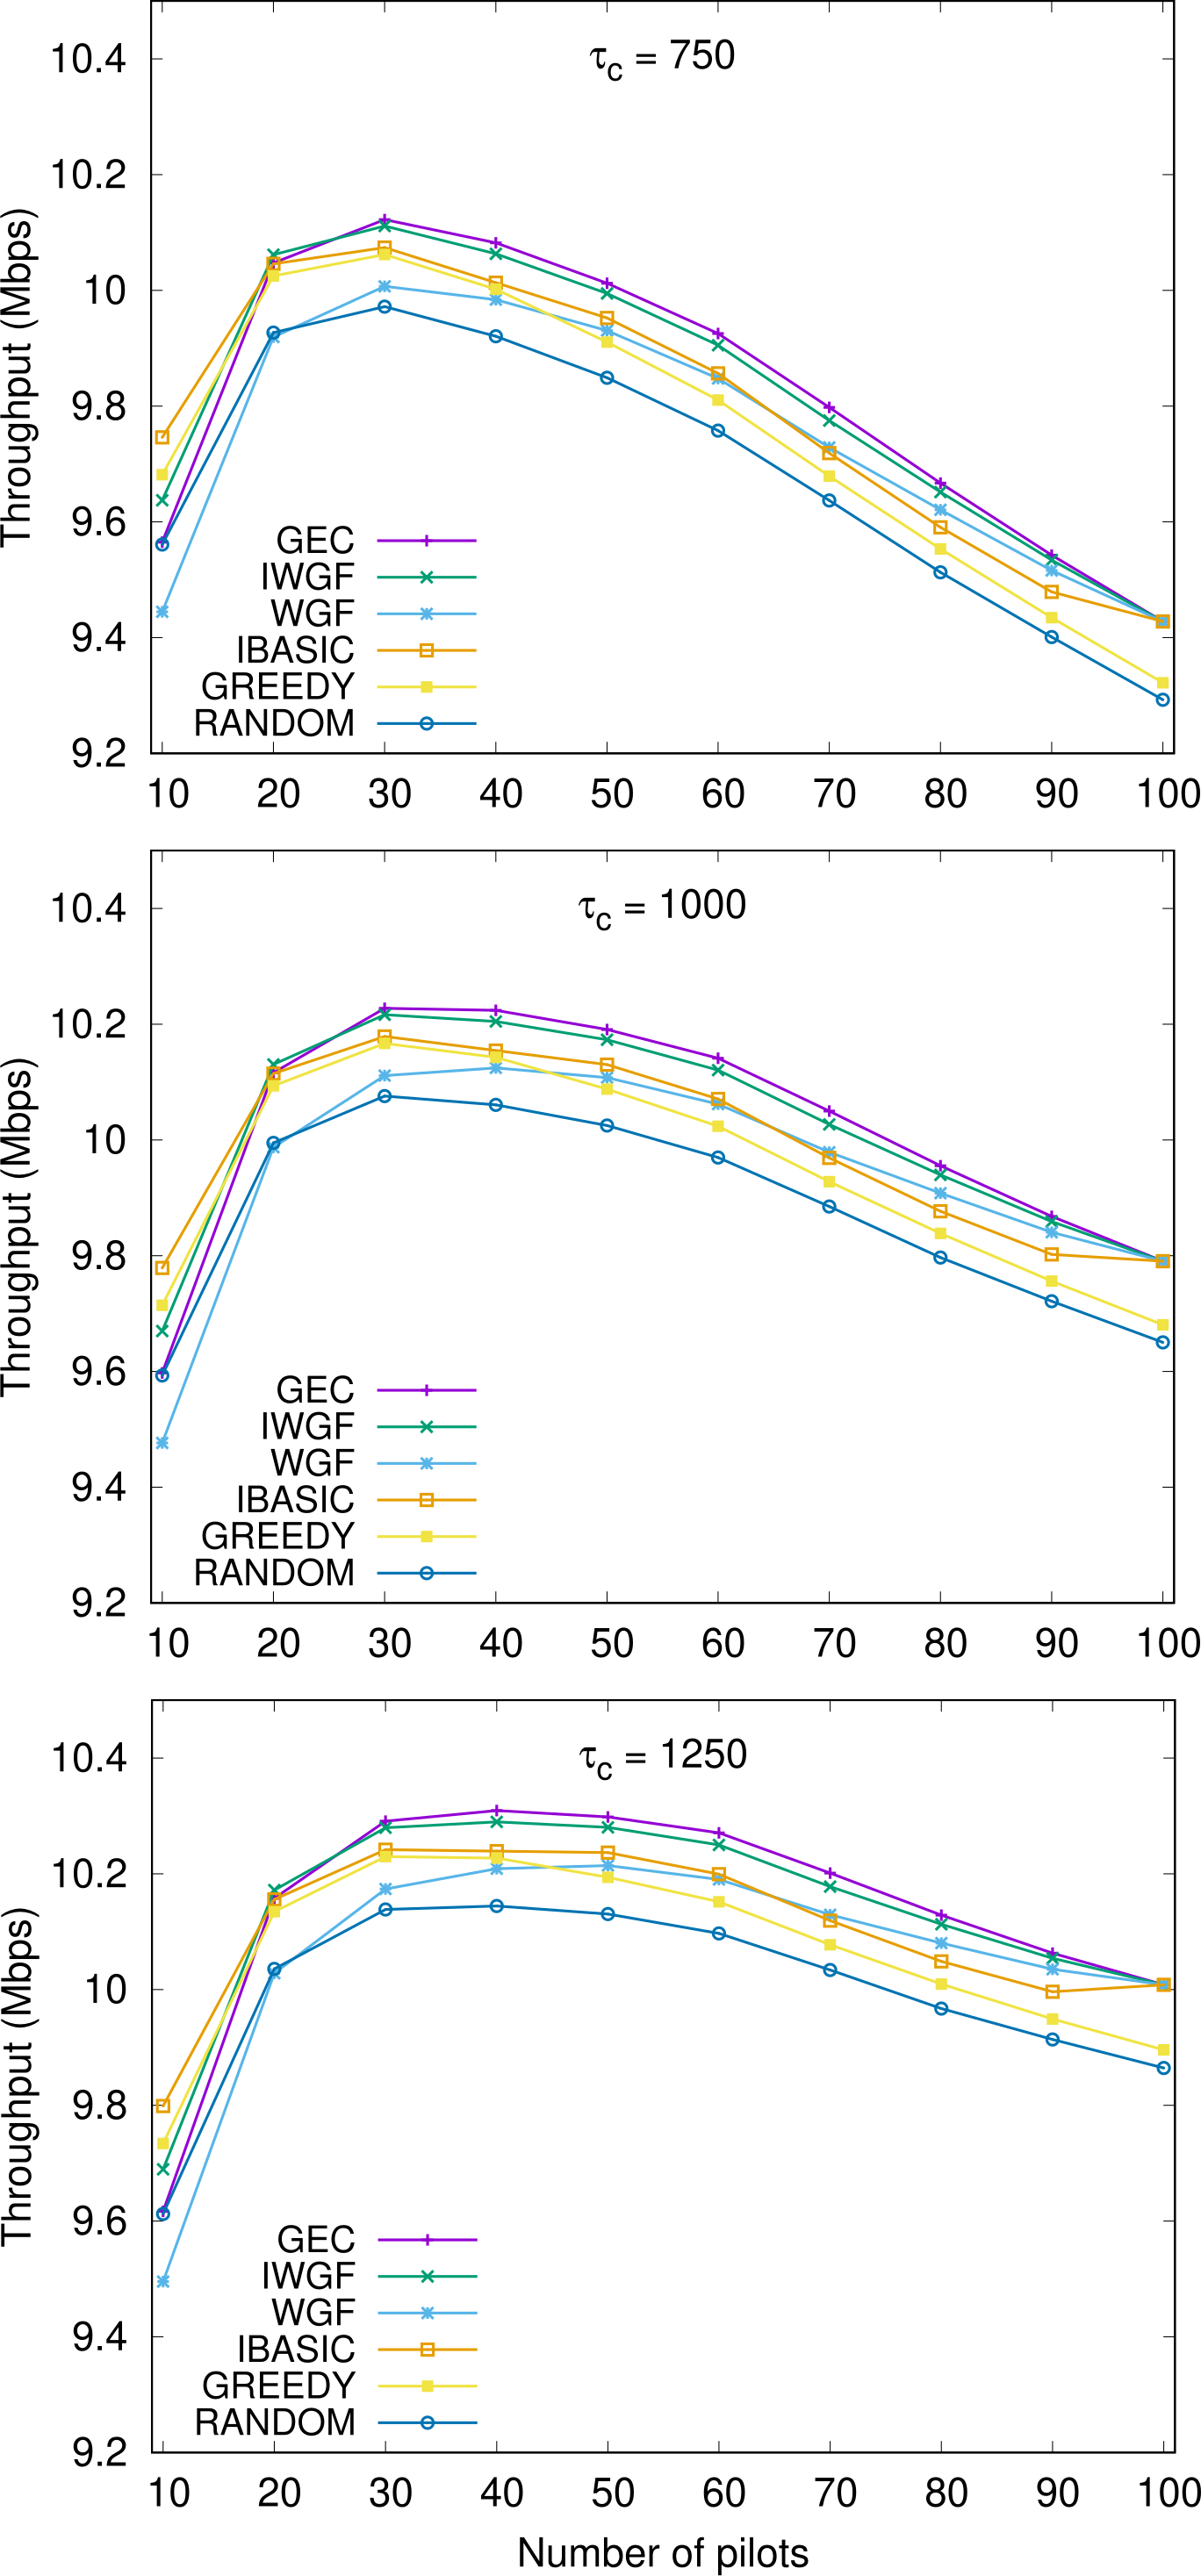 τc = 750
10.4
10.2
10
9.8
9.6
9.4
9.2
Throughput (Mbps)
GEC
IWGF
WGF
IBASIC
GREEDY
RANDOM
10 20 30 40 50 60 70 80 90 100
τc = 1000
10.4
10.2
10
9.8
9.6
9.4
9.2
Throughput (Mbps)
GEC
IWGF
WGF
IBASIC
GREEDY
RANDOM
10 20 30 40 50 60 70 80 90 100
τc = 1250
10.4
10.2
10
9.8
9.6
9.4
9.2
Throughput (Mbps)
GEC
IWGF
WGF
IBASIC
GREEDY
RANDOM
10 20 30 40 50 60 70 80 90 100
Number of pilots